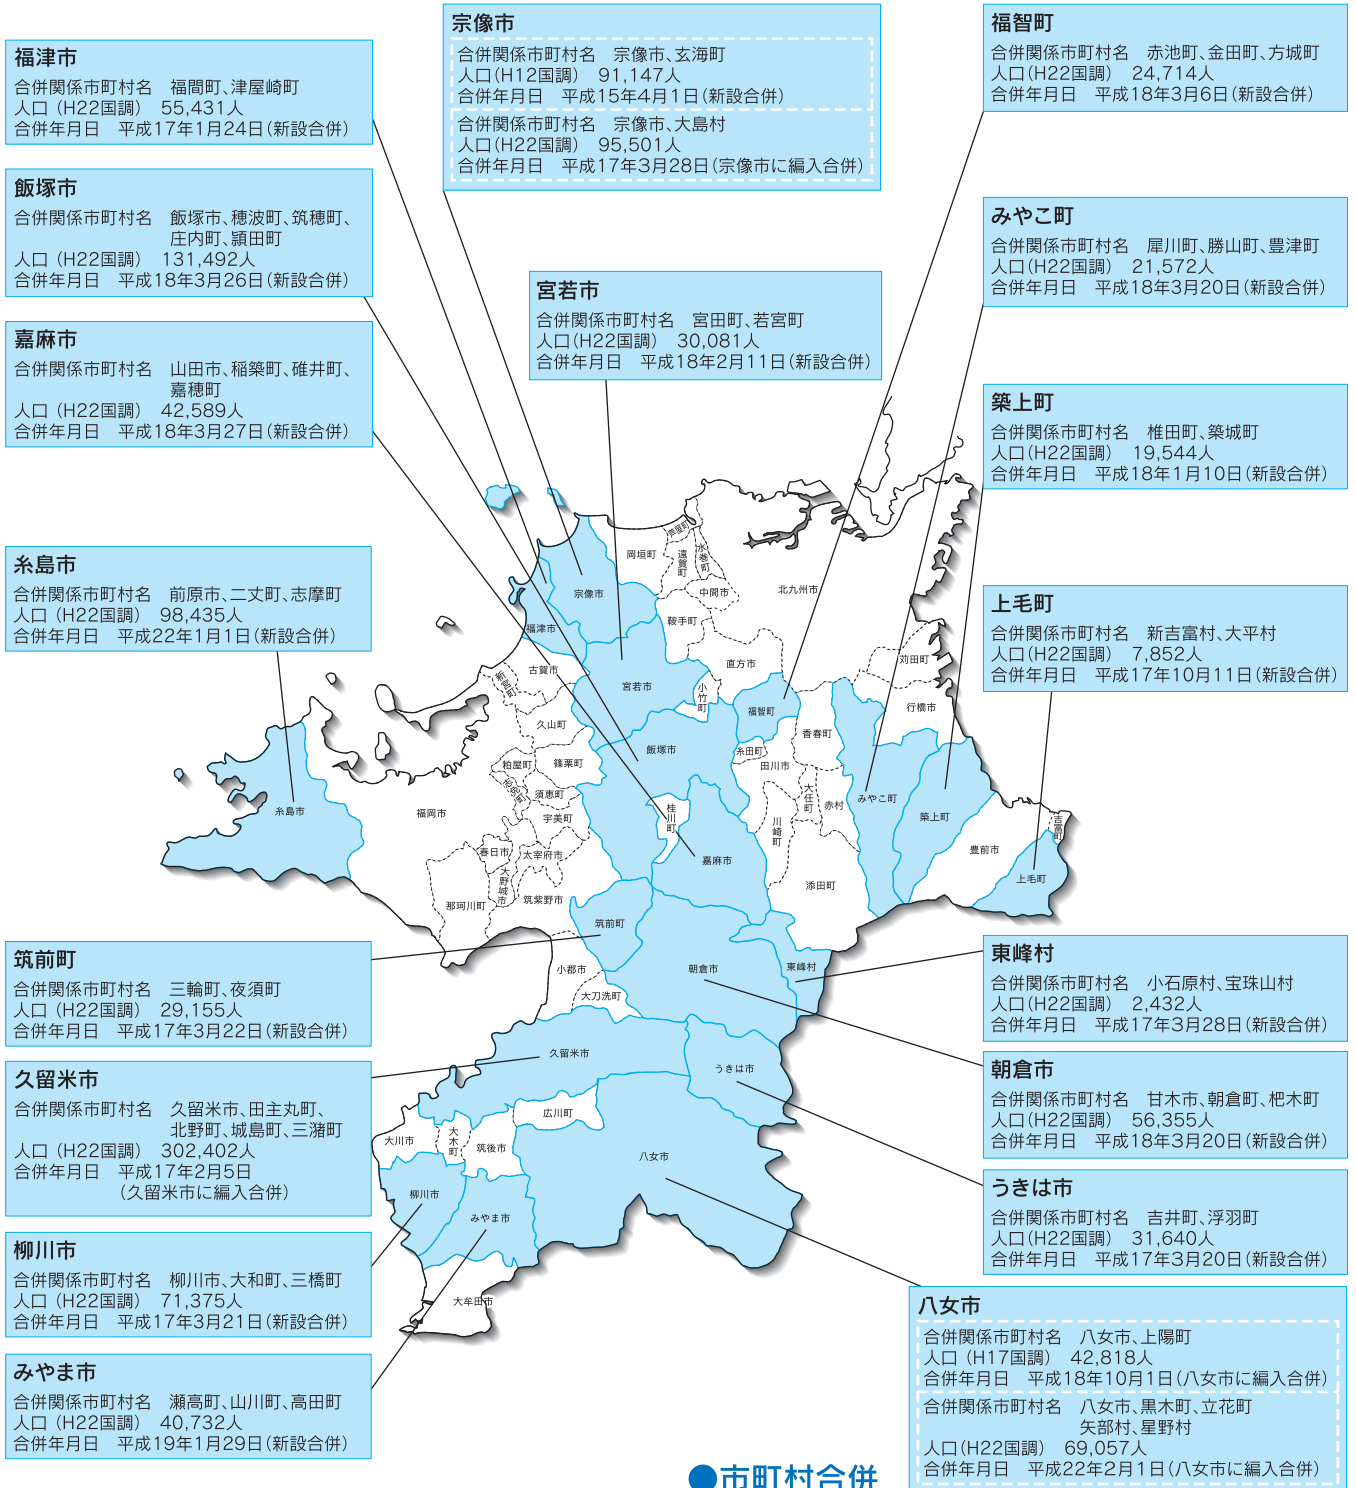 宗像市
合併関係市町村名　宗像市、玄海町
人口(H12国調)　91,147人
合併年月日　平成15年4月1日(新設合併)
合併関係市町村名　宗像市、大島村
人口(H22国調)　95,501人
合併年月日　平成17年3月28日(宗像市に編入合併)
福智町
合併関係市町村名　赤池町、金田町、方城町
人口(H22国調)　24,714人
合併年月日　平成18年3月6日(新設合併)
福津市
合併関係市町村名　福間町、津屋崎町
人口(H22国調)　55,431人
合併年月日　平成17年1月24日(新設合併)
飯塚市
合併関係市町村名　飯塚市、穂波町、筑穂町、
庄内町、頴田町
人口(H22国調)　131,492人
合併年月日　平成18年3月26日(新設合併)
みやこ町
合併関係市町村名　犀川町、勝山町、豊津町
人口(H22国調)　21,572人
合併年月日　平成18年3月20日(新設合併)
宮若市
合併関係市町村名　宮田町、若宮町
人口(H22国調)　30,081人
合併年月日　平成18年2月11日(新設合併)
嘉麻市
合併関係市町村名　山田市、稲築町、碓井町、
嘉穂町
人口(H22国調)　42,589人
合併年月日　平成18年3月27日(新設合併)
築上町
合併関係市町村名　椎田町、築城町
人口(H22国調)　19,544人
合併年月日　平成18年1月10日(新設合併)
糸島市
合併関係市町村名　前原市、二丈町、志摩町
人口(H22国調)　98,435人
合併年月日　平成22年1月1日(新設合併)
上毛町
合併関係市町村名　新吉富村、大平村
人口(H22国調)　7,852人
合併年月日　平成17年10月11日(新設合併)
芦屋町
岡垣町
遠賀町
水巻町
中間市
北九州市
宗像市
鞍手町
福津市
直方市
苅田町
古賀市
新宮町
宮若市
小竹町
福智町
行橋市
久山町
香春町
飯塚市
糸田町
田川市
粕屋町
篠栗町
志免町
須恵町
大任町
赤村
みやこ町
糸島市
福岡市
宇美町
桂川町
川崎町
築上町
吉富町
春日市
太宰府市
嘉麻市
豊前市
上毛町
大野城市
那珂川町
筑紫野市
添田町
筑前町
小郡市
朝倉市
東峰村
大刀洗町
久留米市
うきは市
広川町
大川市
大木町
筑後市
八女市
柳川市
みやま市
大牟田市
筑前町
合併関係市町村名　三輪町、夜須町
人口(H22国調)　29,155人
合併年月日　平成17年3月22日(新設合併)
東峰村
合併関係市町村名　小石原村、宝珠山村
人口(H22国調)　2,432人
合併年月日　平成17年3月28日(新設合併)
久留米市
合併関係市町村名　久留米市、田主丸町、
北野町、城島町、三潴町
人口(H22国調)　302,402人
合併年月日　平成17年2月5日
(久留米市に編入合併)
朝倉市
合併関係市町村名　甘木市、朝倉町、杷木町
人口(H22国調)　56,355人
合併年月日　平成18年3月20日(新設合併)
うきは市
合併関係市町村名　吉井町、浮羽町
人口(H22国調)　31,640人
合併年月日　平成17年3月20日(新設合併)
柳川市
合併関係市町村名　柳川市、大和町、三橋町
人口(H22国調)　71,375人
合併年月日　平成17年3月21日(新設合併)
八女市
合併関係市町村名　八女市、上陽町
人口(H17国調)　42,818人
合併年月日　平成18年10月1日(八女市に編入合併)
合併関係市町村名　八女市、黒木町、立花町
矢部村、星野村
人口(H22国調)　69,057人
合併年月日　平成22年2月1日(八女市に編入合併)
みやま市
合併関係市町村名　瀬高町、山川町、高田町
人口(H22国調)　40,732人
合併年月日　平成19年1月29日(新設合併)
●市町村合併